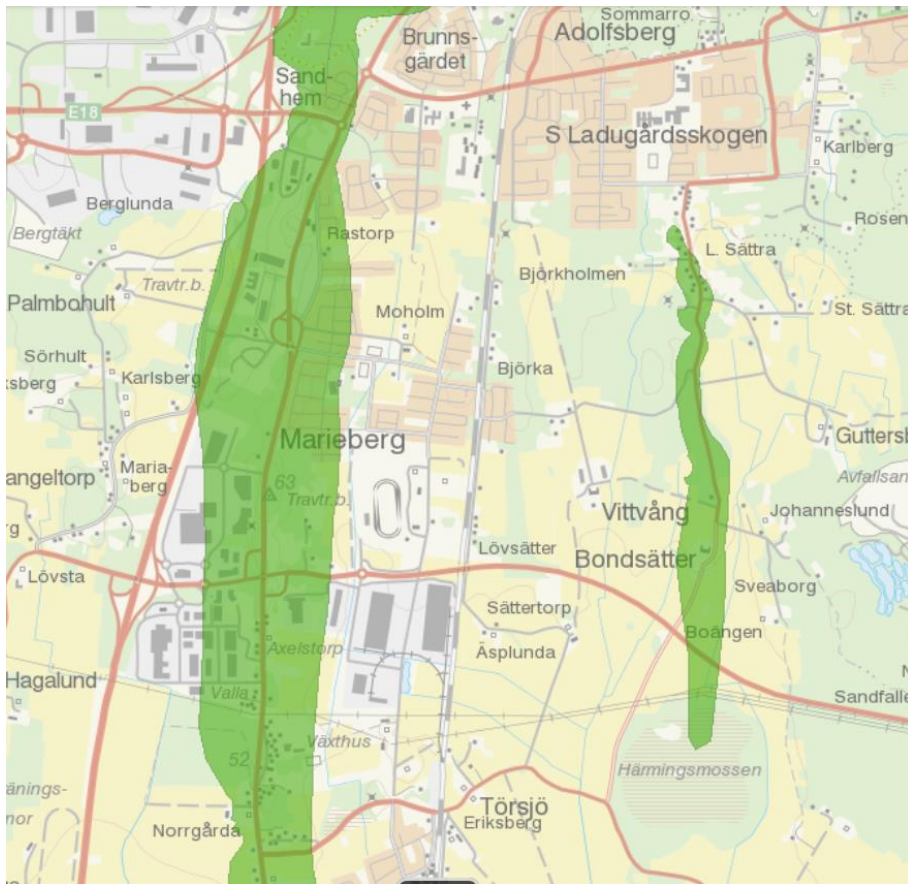 Sommarro
Adolfsberg
Brunns-
gärdet
Sand-
hem
E18
S Ladugårdsskogen
Karlberg
Berglunda
Bergtäkt
Rastorp
Rosen
L. Sättra
Björkholmen
Travtr.b.
Palmbohult
Moholm
St. Sättra
Sörhult
ksberg
Karlsberg
Björka
Marieberg
Guttersb
angeltorp
Maria-
berg
63
Travtr.b.
Avfallsan
Vittvång
Johanneslund
rg
Lövsätter
Bondsätter
Lövsta
Sveaborg
Sättertorp
Boängen
Axelstorp
Äsplunda
Hagalund
Valla
Sandfalle
Växthus
52
Härmingsmossen
änings-
nor
Törsjö
Norrgårda
Eriksberg